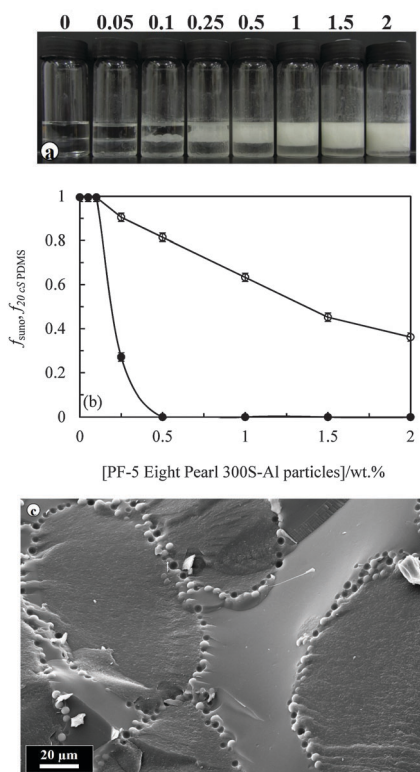 0 0.05 0.1 0.25 0.5 1 1.5 2
a
1
0.8
0.6
0.4
0.2
0
(b)
f suno, f 20 cS PDMS
0 0.5 1 1.5 2
[PF-5 Eight Pearl 300S-Al particles]/wt.%
c
20 µm